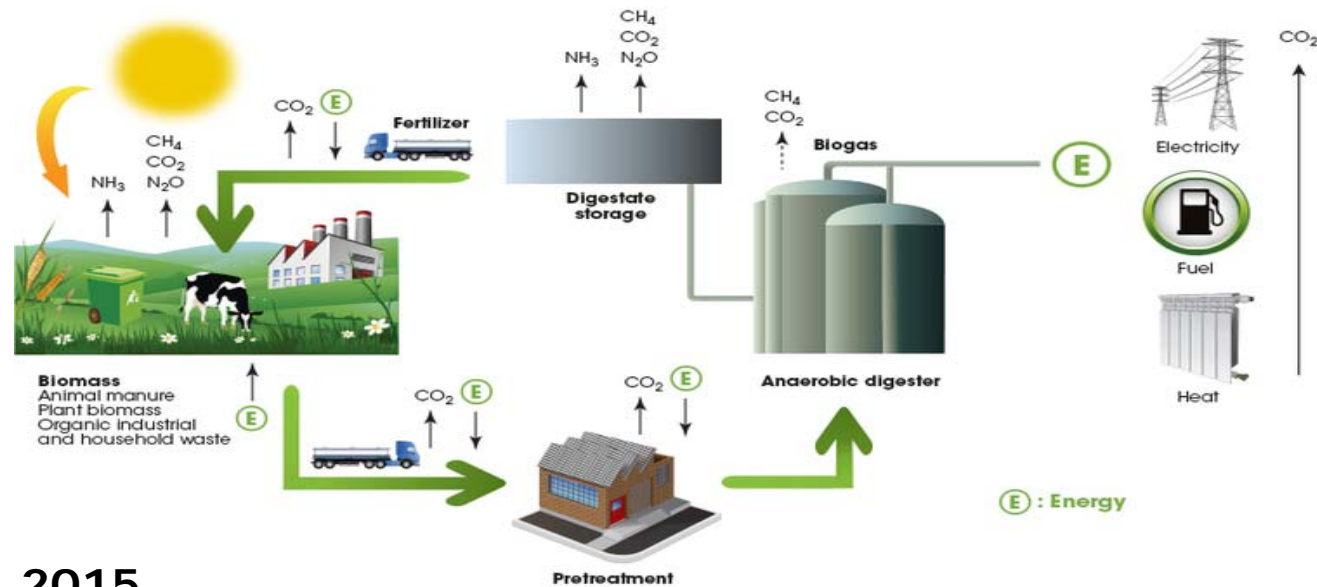 CH₄
CO₂
N₂O
NH₃
CO₂
E
Fertilizer
CH₄
CO₂
N₂O
NH₃
Digestate
storage
CH₄
CO₂
Biogas
Anaerobic digester
E
Electricity
Fuel
Heat
CO₂
Biomass
Animal manure
Plant biomass
Organic industrial
and household waste
E
CO₂
E
CO₂
E
Pretreatment
E : Energy
2015